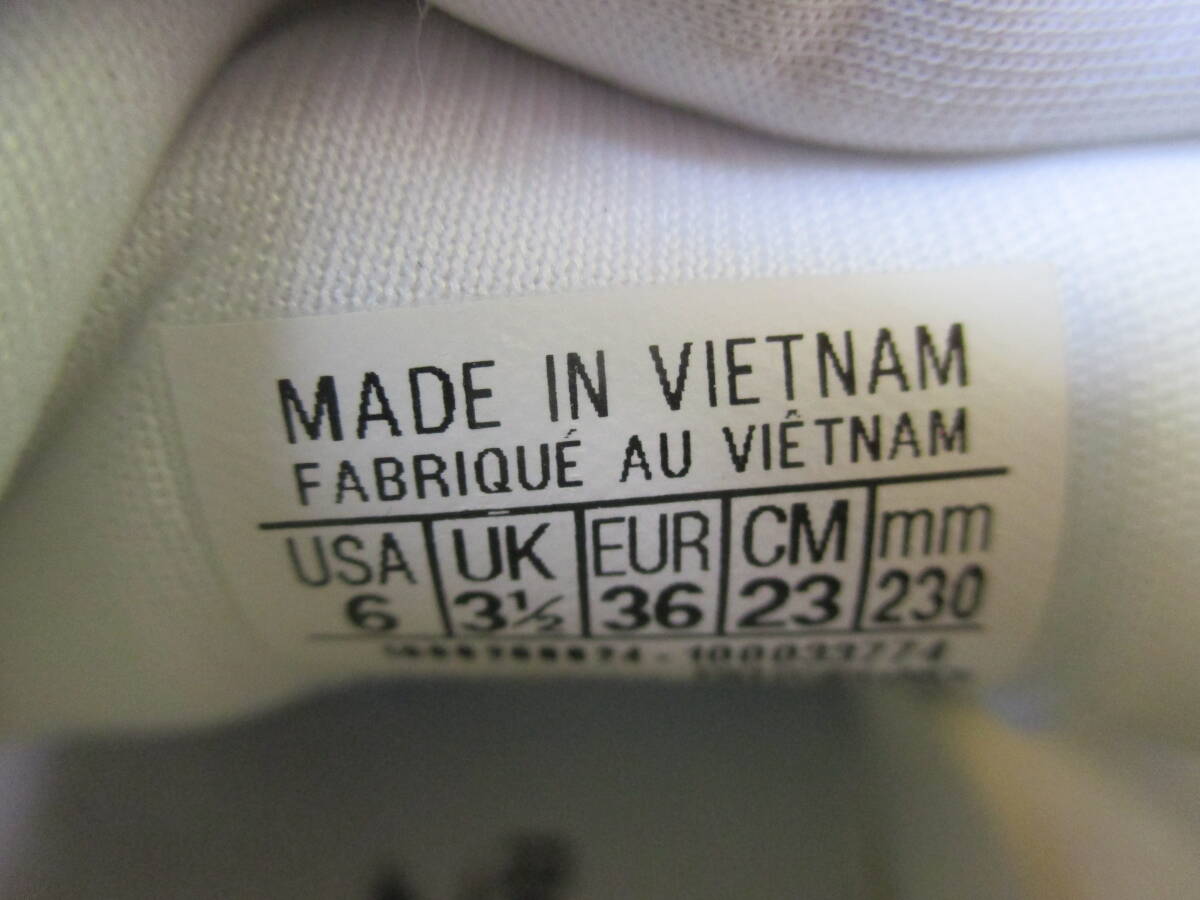 MADE IN VIETNAM
FABRIQUÉ AU VIÊTNAM
USA UK EUR CM mm
6 3½ 36 23 230